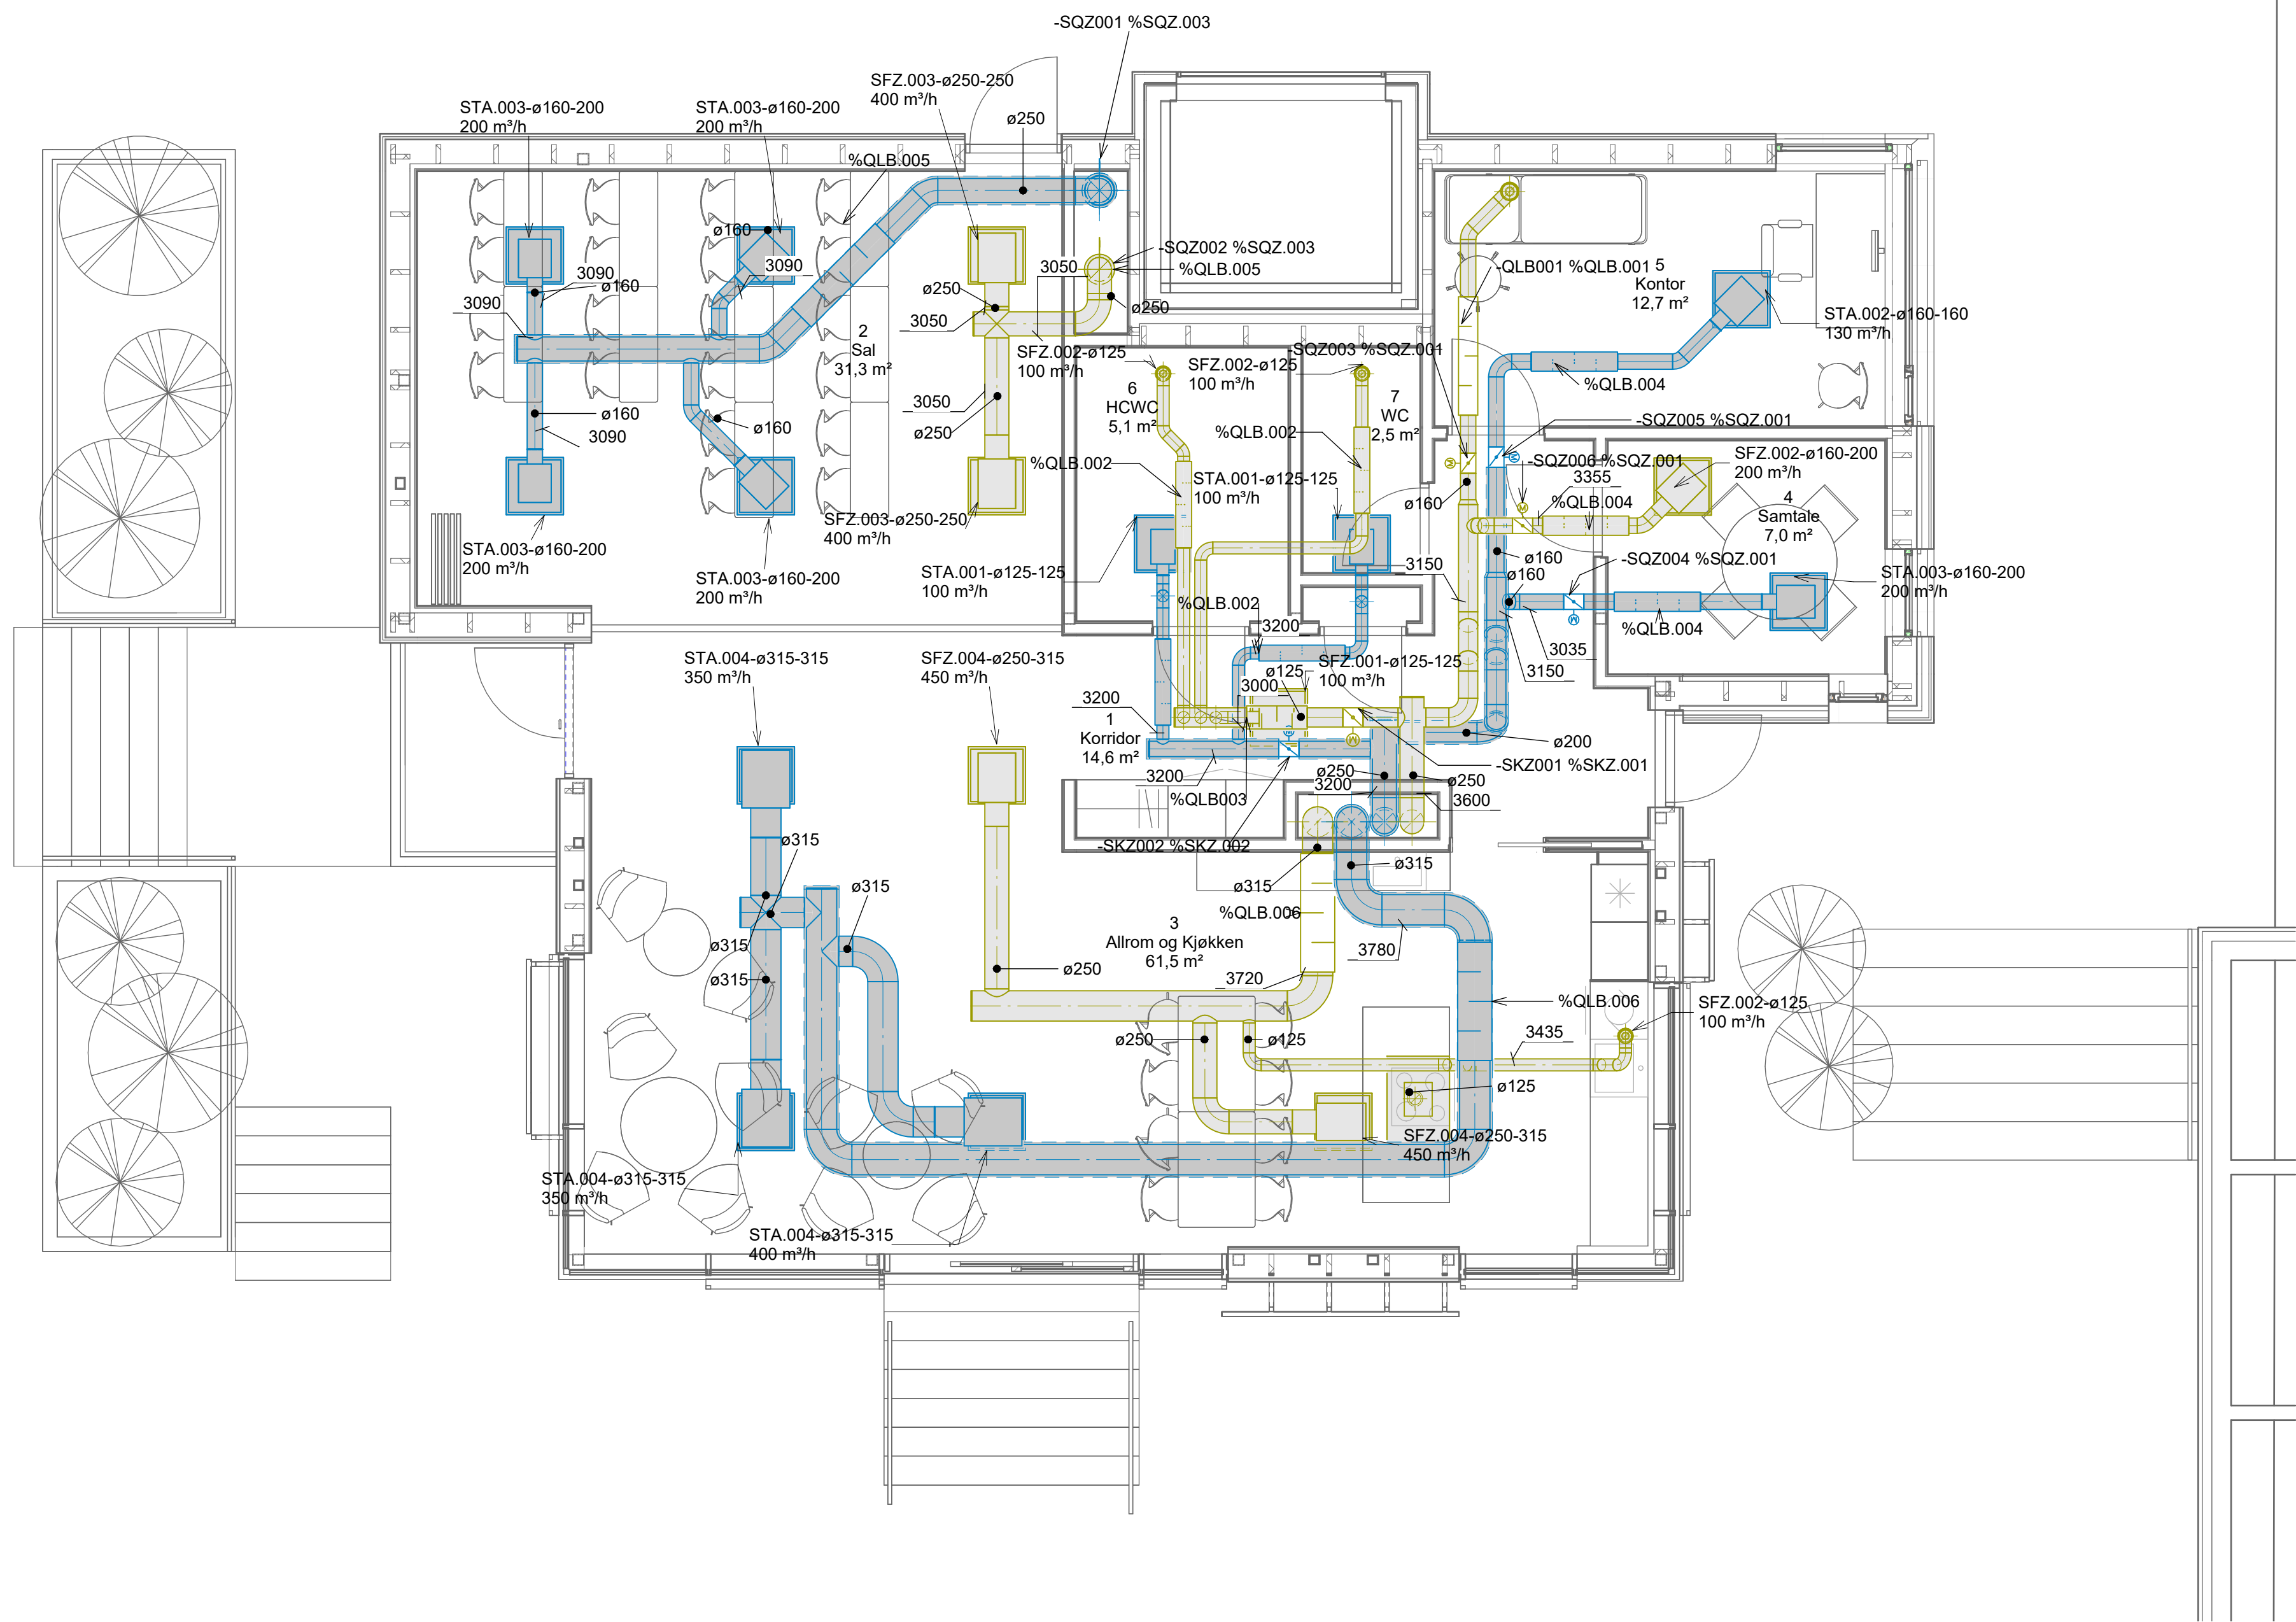 -SQZ001 %SQZ.003
SFZ.003-ø250-250
400 m³/h
STA.003-ø160-200
200 m³/h
STA.003-ø160-200
200 m³/h
ø250
%QLB.005
ø160
3090
3090
ø160
3090
-SQZ002 %SQZ.003
%QLB.005
3050
ø250
ø250
3050
2
Sal
31,3 m²
-QLB001 %QLB.001
5
Kontor
12,7 m²
STA.002-ø160-160
130 m³/h
SFZ.002-ø125
100 m³/h
SFZ.002-ø125
100 m³/h
-SQZ003 %SQZ.001
%QLB.004
6
HCWC
5,1 m²
7
WC
2,5 m²
3050
ø250
ø160
3090
ø160
%QLB.002
%QLB.002
-SQZ005 %SQZ.001
-SQZ006 %SQZ.001
SFZ.002-ø160-200
200 m³/h
3355
%QLB.004
STA.001-ø125-125
100 m³/h
ø160
4
Samtale
7,0 m²
SFZ.003-ø250-250
400 m³/h
STA.003-ø160-200
200 m³/h
STA.003-ø160-200
200 m³/h
STA.001-ø125-125
100 m³/h
3150
ø160
ø160
-SQZ004 %SQZ.001
STA.003-ø160-200
200 m³/h
%QLB.002
3200
%QLB.004
3035
3150
STA.004-ø315-315
350 m³/h
SFZ.004-ø250-315
450 m³/h
SFZ.001-ø125-125
100 m³/h
ø125
3000
3200
1
Korridor
14,6 m²
M
M
M
M
M
M
ø200
-SKZ001 %SKZ.001
3200
%QLB003
ø250
3200
ø250
3600
-SKZ002 %SKZ.002
ø315
ø315
ø315
ø315
%QLB.006
3
Allrom og Kjøkken
61,5 m²
ø315
ø315
ø250
3780
3720
%QLB.006
SFZ.002-ø125
100 m³/h
ø250
ø125
3435
ø125
SFZ.004-ø250-315
450 m³/h
STA.004-ø315-315
350 m³/h
STA.004-ø315-315
400 m³/h